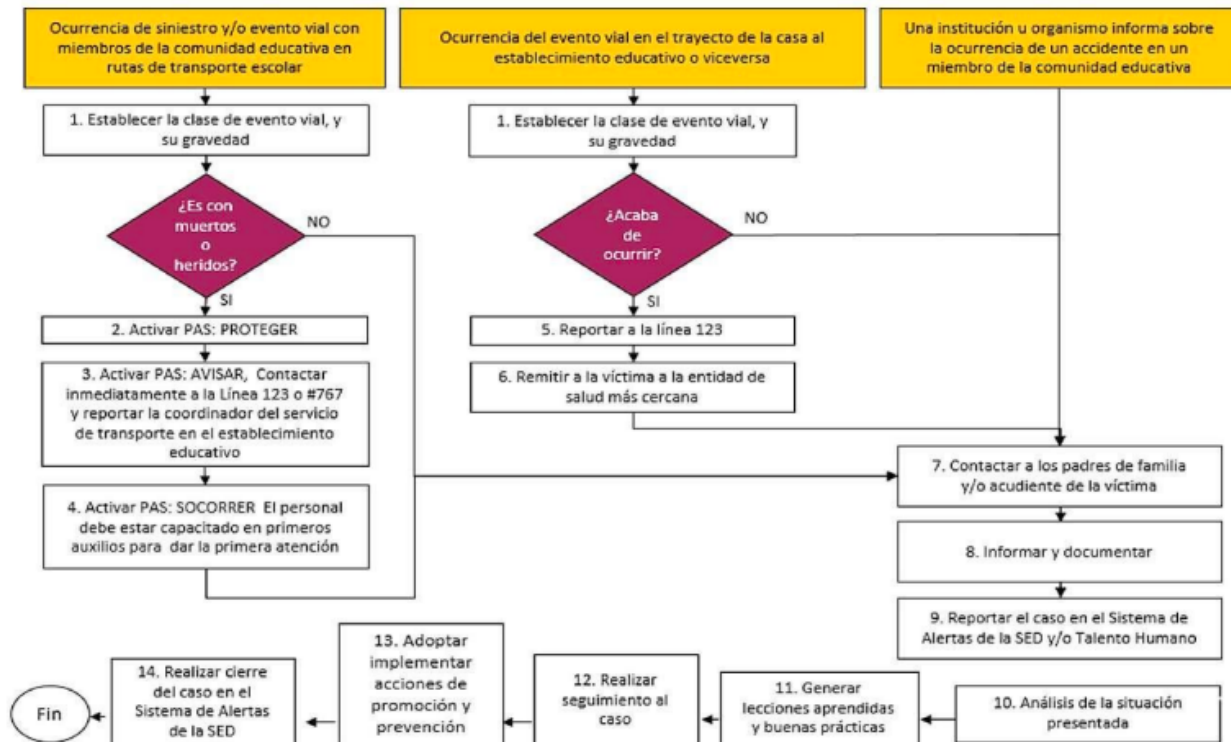 Ocurrencia de siniestro y/o evento vial con
miembros de la comunidad educativa en
rutas de transporte escolar
Ocurrencia del evento vial en el trayecto de la casa al
establecimiento educativo o viceversa
Una institución u organismo informa sobre
la ocurrencia de un accidente en un
miembro de la comunidad educativa
1. Establecer la clase de evento vial, y
su gravedad
1. Establecer la clase de evento vial, y
su gravedad
¿Es con
muertos
o
heridos?
NO
SI
¿Acaba
de
ocurrir?
NO
SI
2. Activar PAS: PROTEGER
3. Activar PAS: AVISAR, Contactar
inmediatamente a la Línea 123 o #767
y reportar la coordinador del servicio
de transporte en el establecimiento
educativo
4. Activar PAS: SOCORRER El personal
debe estar capacitado en primeros
auxilios para dar la primera atención
5. Reportar a la línea 123
6. Remitir a la víctima a la entidad de
salud más cercana
7. Contactar a los padres de familia
y/o acudiente de la víctima
8. Informar y documentar
9. Reportar el caso en el Sistema de
Alertas de la SED y/o Talento Humano
10. Análisis de la situación
presentada
11. Generar
lecciones aprendidas
y buenas prácticas
12. Realizar
seguimiento al
caso
13. Adoptar
implementar
acciones de
promoción y
prevención
14. Realizar cierre
del caso en el
Sistema de Alertas
de la SED
Fin